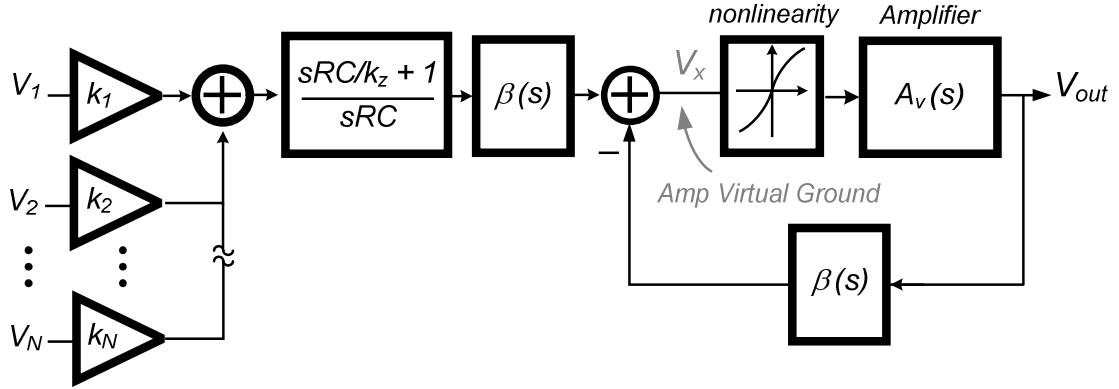 nonlinearity
Amplifier
V1
k1
+
sRC/kz + 1
sRC
β(s)
+
Vx
Av(s)
Vout
−
Amp Virtual Ground
V2
k2
β(s)
VN
kN